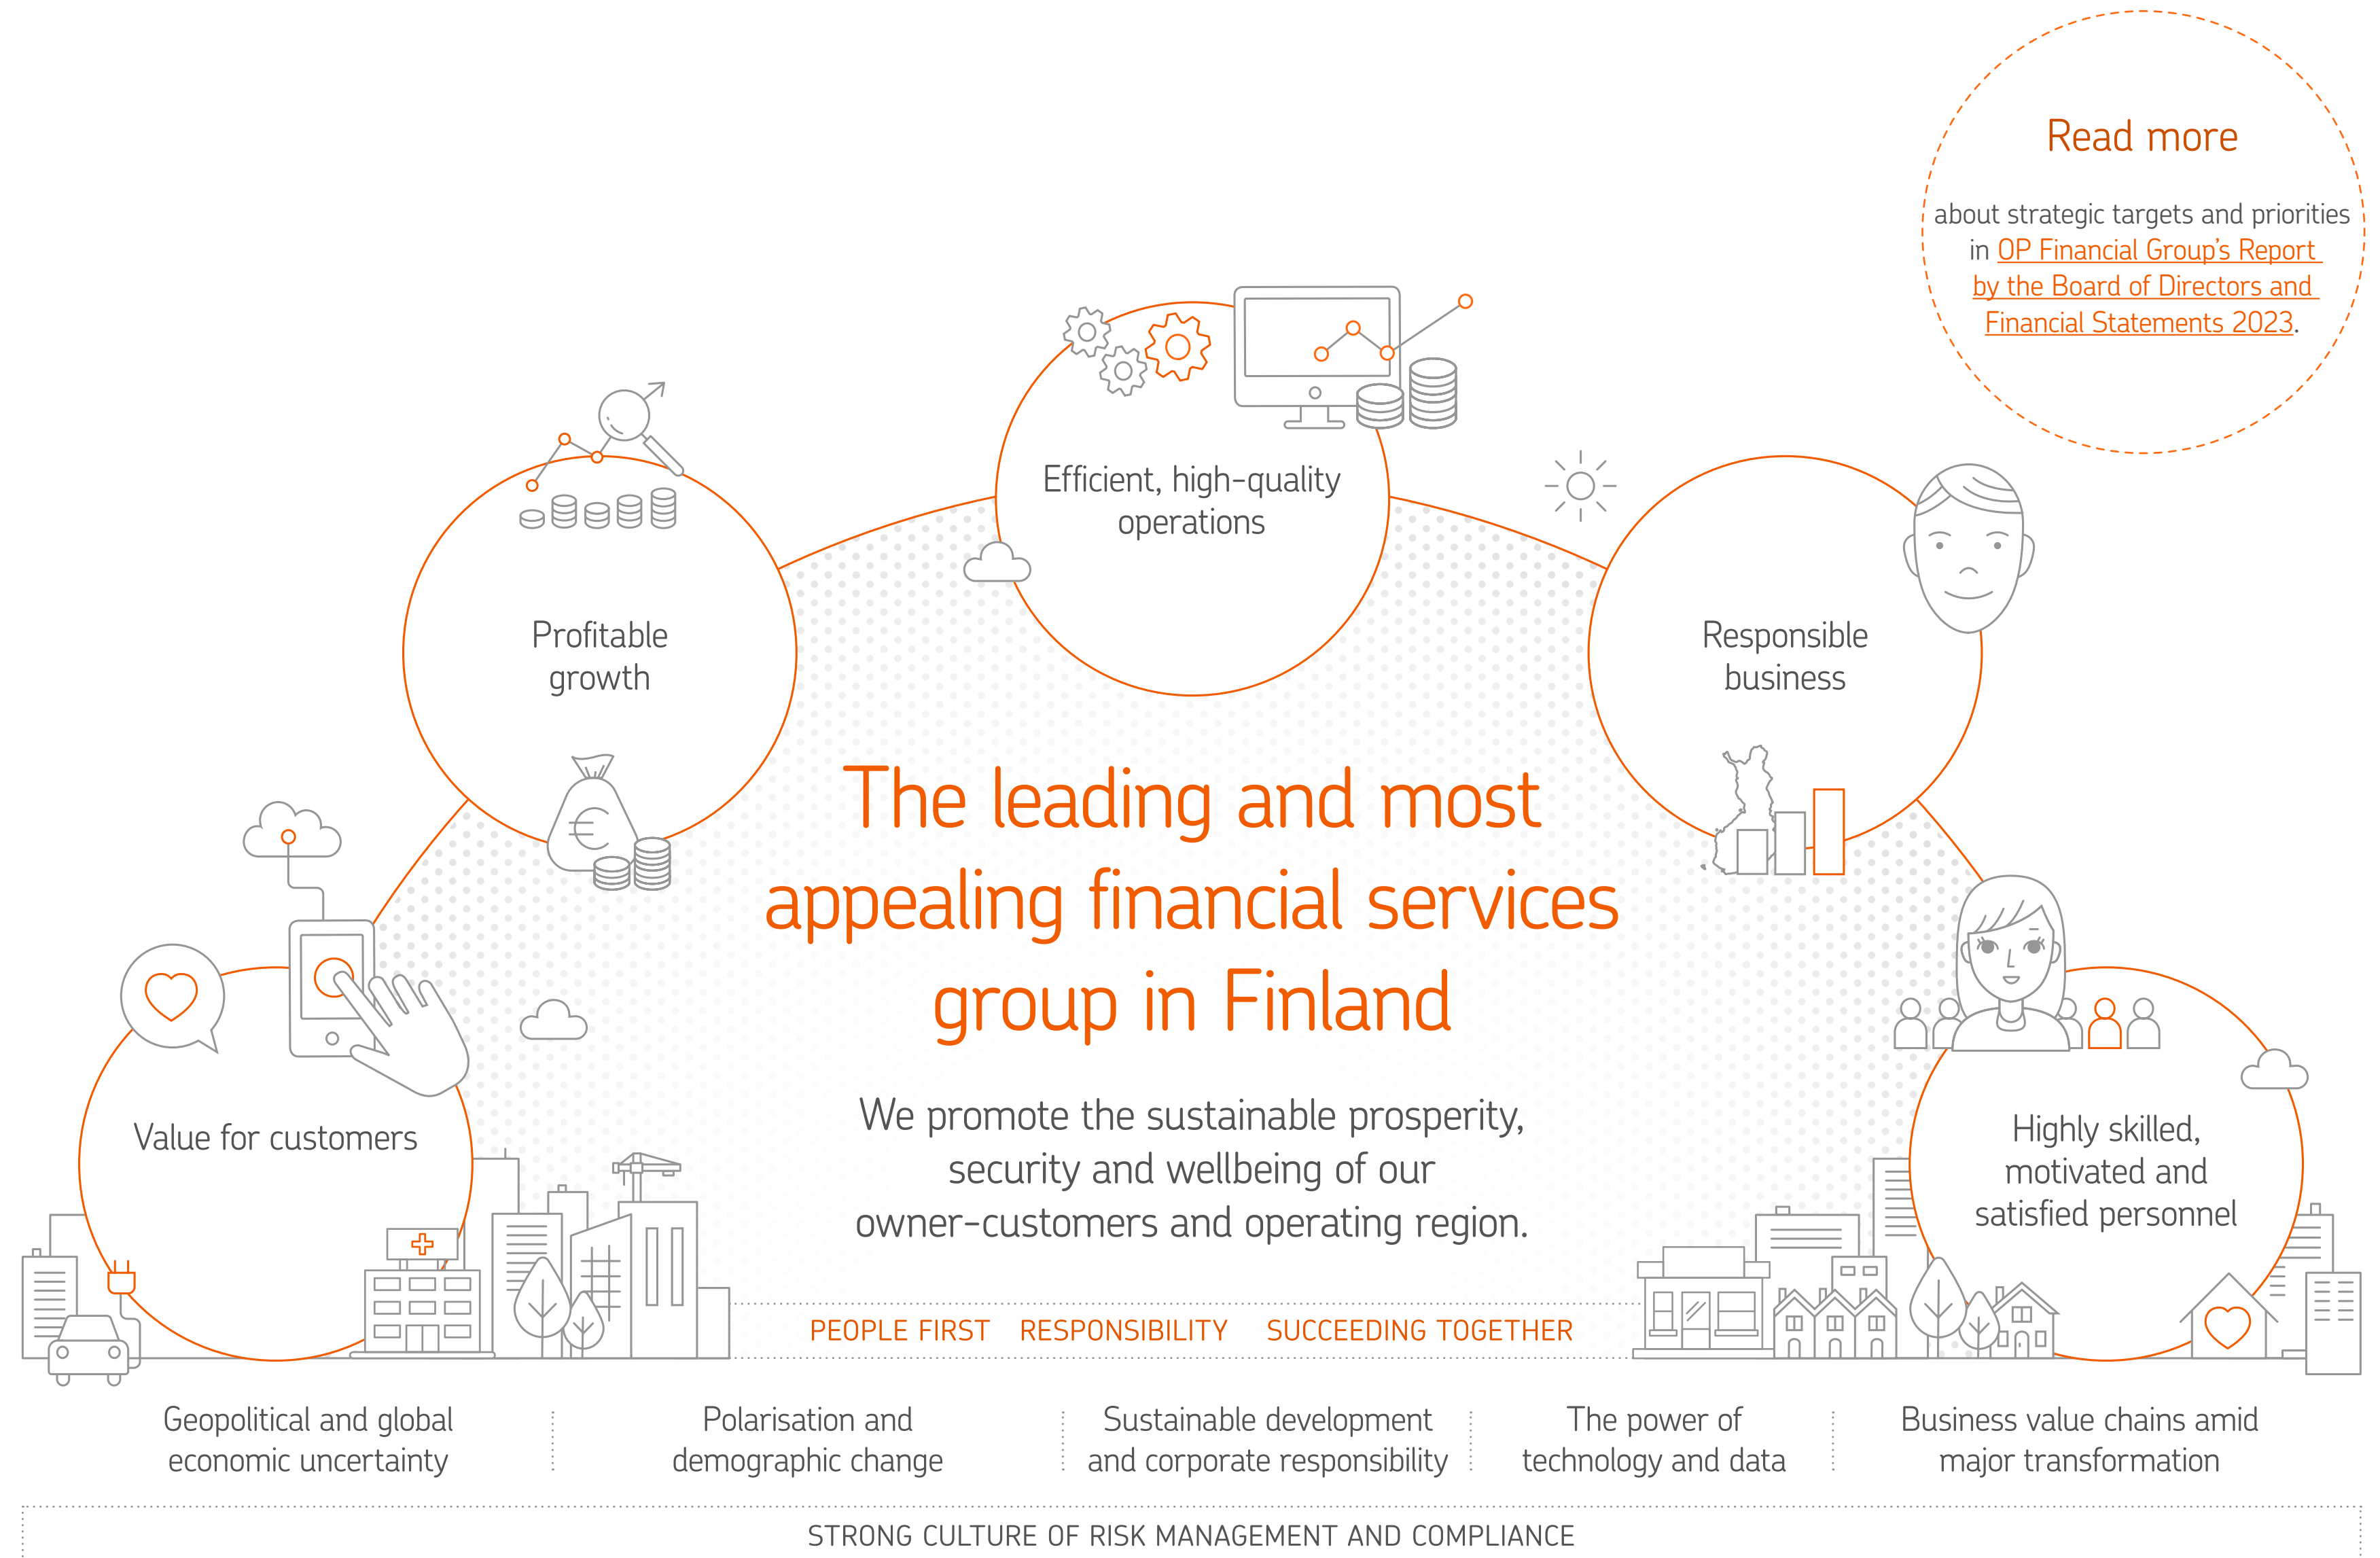 Read more
about strategic targets and priorities
in OP Financial Group's Report
by the Board of Directors and
Financial Statements 2023.
Efficient, high-quality
operations
Profitable
growth
Responsible
business
The leading and most
appealing financial services
group in Finland
Value for customers
We promote the sustainable prosperity,
security and wellbeing of our
owner-customers and operating region.
Highly skilled,
motivated and
satisfied personnel
PEOPLE FIRST RESPONSIBILITY SUCCEEDING TOGETHER
Geopolitical and global
economic uncertainty
Polarisation and
demographic change
Sustainable development
and corporate responsibility
The power of
technology and data
Business value chains amid
major transformation
STRONG CULTURE OF RISK MANAGEMENT AND COMPLIANCE